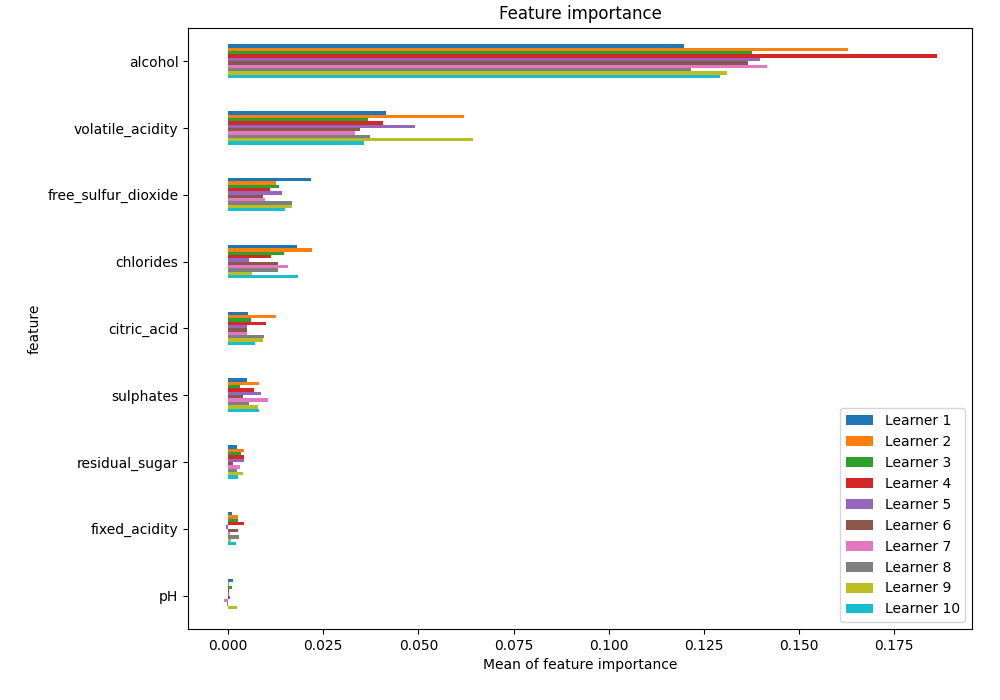 Feature importance
alcohol
volatile_acidity
free_sulfur_dioxide
chlorides
citric_acid
sulphates
residual_sugar
fixed_acidity
pH
feature
Learner 1
Learner 2
Learner 3
Learner 4
Learner 5
Learner 6
Learner 7
Learner 8
Learner 9
Learner 10
0.000 0.025 0.050 0.075 0.100 0.125 0.150 0.175
Mean of feature importance